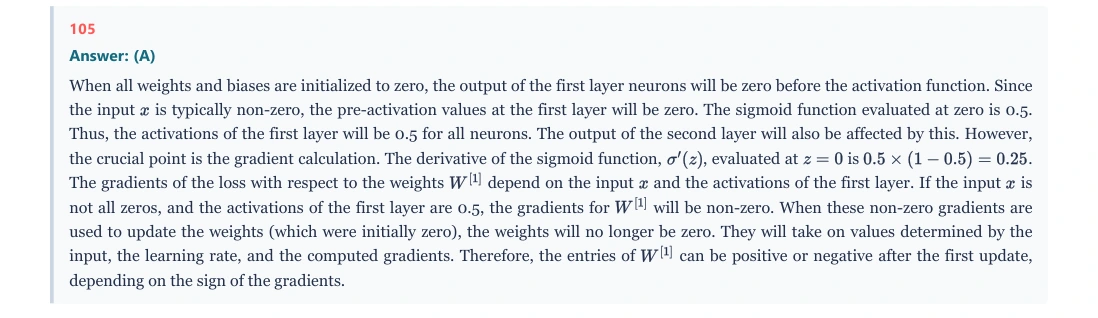 105
Answer: (A)
When all weights and biases are initialized to zero, the output of the first layer neurons will be zero before the activation function. Since
the input x is typically non-zero, the pre-activation values at the first layer will be zero. The sigmoid function evaluated at zero is 0.5.
Thus, the activations of the first layer will be 0.5 for all neurons. The output of the second layer will also be affected by this. However,
the crucial point is the gradient calculation. The derivative of the sigmoid function, σ′(z), evaluated at z = 0 is 0.5 × (1 − 0.5) = 0.25.
The gradients of the loss with respect to the weights W^[1] depend on the input x and the activations of the first layer. If the input x is
not all zeros, and the activations of the first layer are 0.5, the gradients for W^[1] will be non-zero. When these non-zero gradients are
used to update the weights (which were initially zero), the weights will no longer be zero. They will take on values determined by the
input, the learning rate, and the computed gradients. Therefore, the entries of W^[1] can be positive or negative after the first update,
depending on the sign of the gradients.